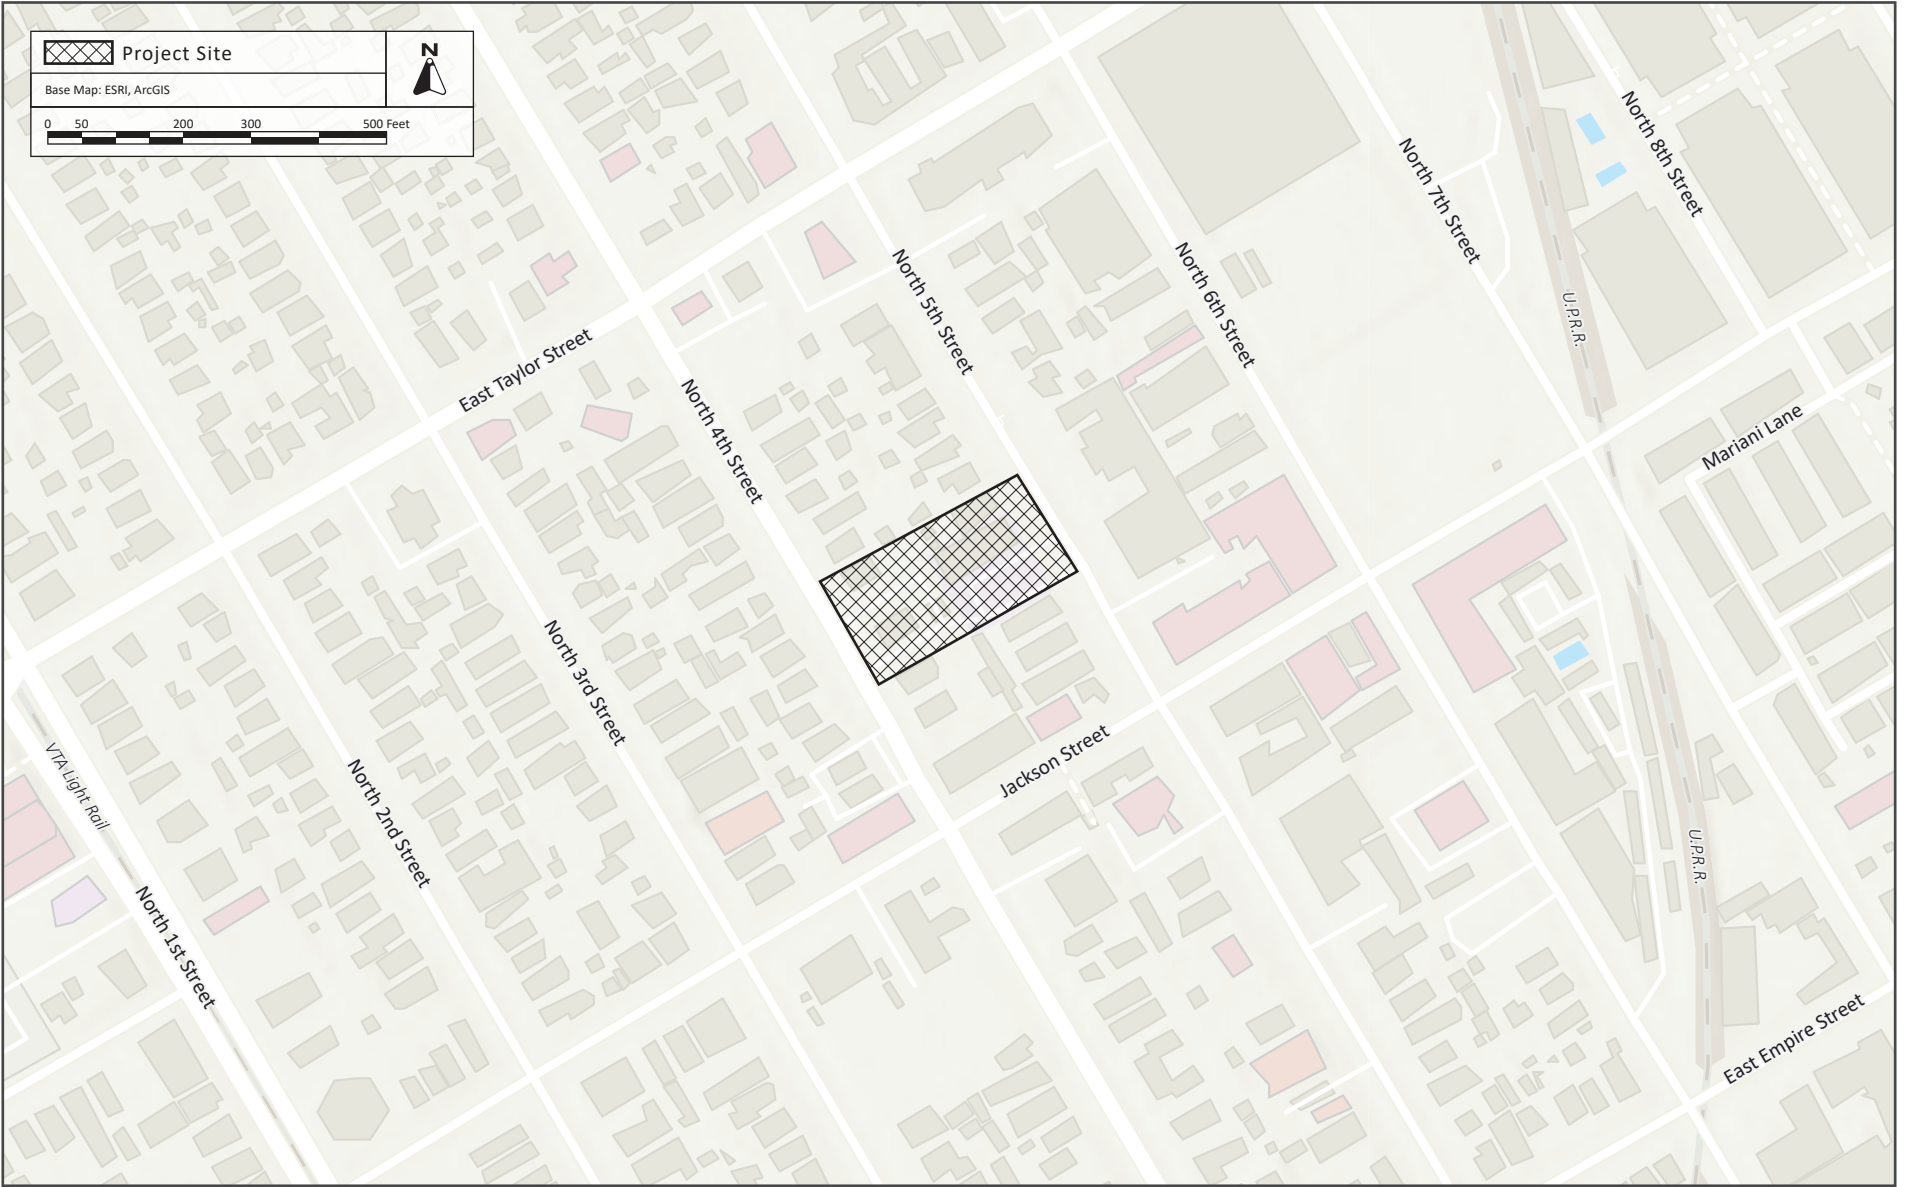 Project Site
N
Base Map: ESRI, ArcGIS
0 50 200 300 500 Feet
North 8th Street
North 7th Street
North 6th Street
North 5th Street
U.P.R.R.
East Taylor Street
North 4th Street
Mariani Lane
North 3rd Street
Jackson Street
VTA Light Rail
North 2nd Street
U.P.R.R.
North 1st Street
East Empire Street